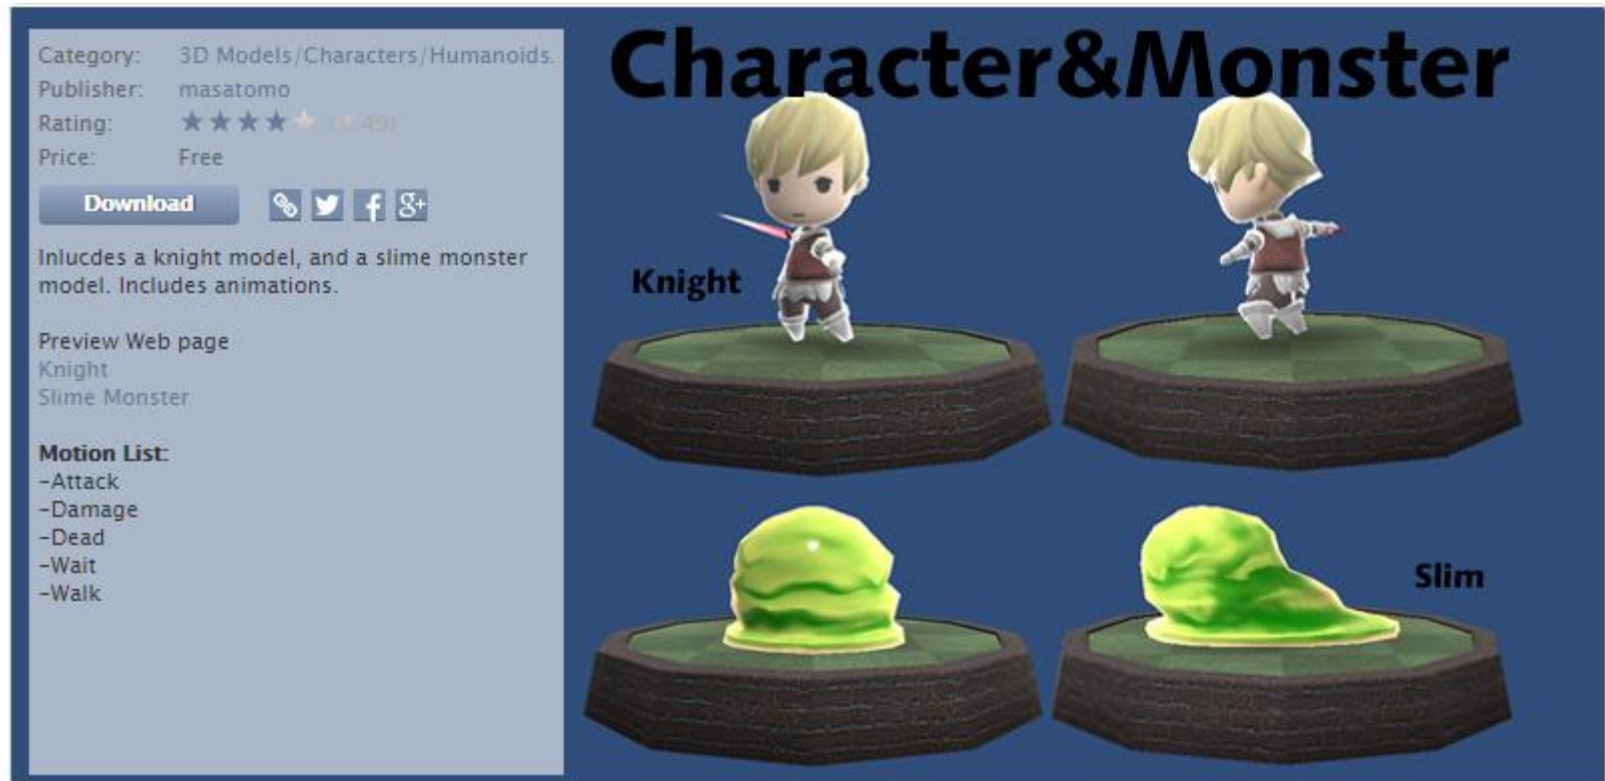 Category: 3D Models/Characters/Humanoids.
Publisher: masatomo
Rating: 49)
Price: Free
Download
Inlucdes a knight model, and a slime monster
model. Includes animations.
Preview Web page
Knight
Slime Monster
Motion List:
-Attack
-Damage
-Dead
-Wait
-Walk
Character&Monster
Knight
Slim